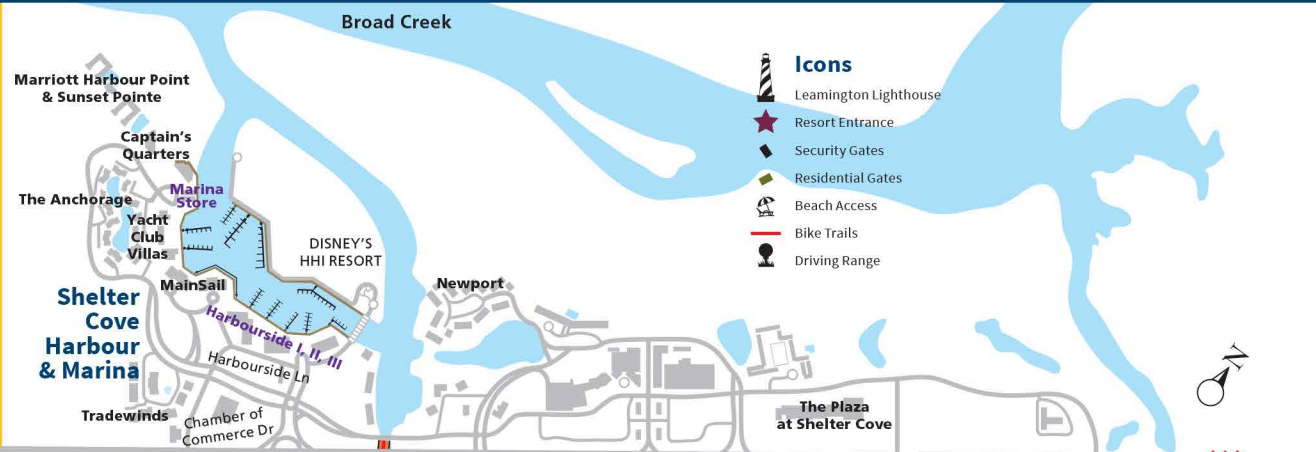 Broad Creek
Marriott Harbour Point
& Sunset Pointe
Captain's
Quarters
The Anchorage
Marina
Store
Yacht
Club
Villas
DISNEY'S
HHI RESORT
MainSail
Newport
Shelter
Cove
Harbour
& Marina
Harbourside I, II, III
Harbourside Ln
Tradewinds
Chamber of
Commerce Dr
The Plaza
at Shelter Cove
Icons
Leamington Lighthouse
Resort Entrance
Security Gates
Residential Gates
Beach Access
Bike Trails
Driving Range
N